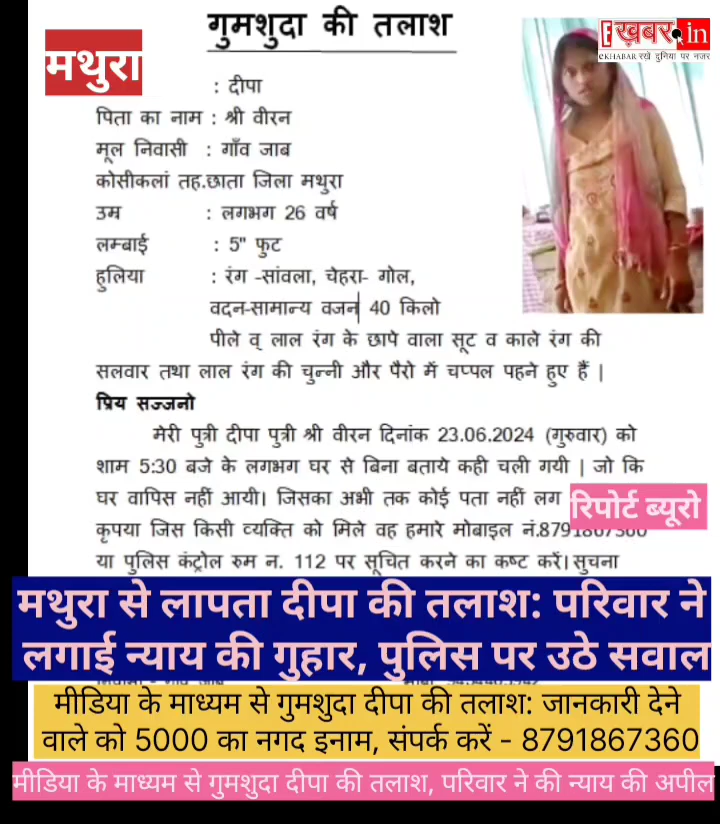 गुमशुदा की तलाश
मथुरा
Eख़बर.in
eKHABAR रखे दुनिया पर नजर
: दीपा
पिता का नाम : श्री वीरन
मूल निवासी : गाँव जाब
कोसीकलां तह.छाता जिला मथुरा
उम्र : लगभग 26 वर्ष
लम्बाई : 5" फुट
हुलिया : रंग -सांवला, चेहरा- गोल,
वदन-सामान्य वजन 40 किलो
पीले व् लाल रंग के छापे वाला सूट व काले रंग की
सलवार तथा लाल रंग की चुन्नी और पैरो में चप्पल पहने हुए हैं |
प्रिय सज्जनो
मेरी पुत्री दीपा पुत्री श्री वीरन दिनांक 23.06.2024 (गुरुवार) को
शाम 5:30 बजे के लगभग घर से बिना बताये कही चली गयी | जो कि
घर वापिस नहीं आयी। जिसका अभी तक कोई पता नहीं लग
रिपोर्ट ब्यूरो
कृपया जिस किसी व्यक्ति को मिले वह हमारे मोबाइल नं.
या पुलिस कंट्रोल रुम न. 112 पर सूचित करने का कष्ट करें। सुचना
मथुरा से लापता दीपा की तलाश: परिवार ने
लगाई न्याय की गुहार, पुलिस पर उठे सवाल
मीडिया के माध्यम से गुमशुदा दीपा की तलाश: जानकारी देने
वाले को 5000 का नगद इनाम, संपर्क करें - 8791867360
मीडिया के माध्यम से गुमशुदा दीपा की तलाश, परिवार ने की न्याय की अपील